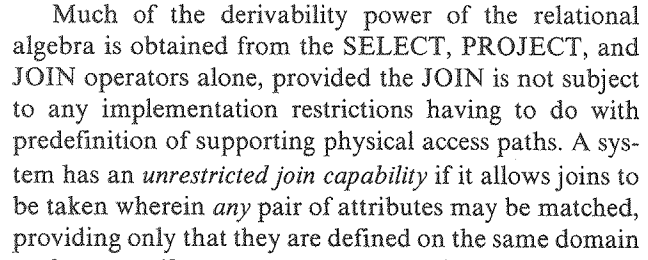 Much of the derivability power of the relational
algebra is obtained from the SELECT, PROJECT, and
JOIN operators alone, provided the JOIN is not subject
to any implementation restrictions having to do with
predefinition of supporting physical access paths. A sys-
tem has an unrestricted join capability if it allows joins to
be taken wherein any pair of attributes may be matched,
providing only that they are defined on the same domain